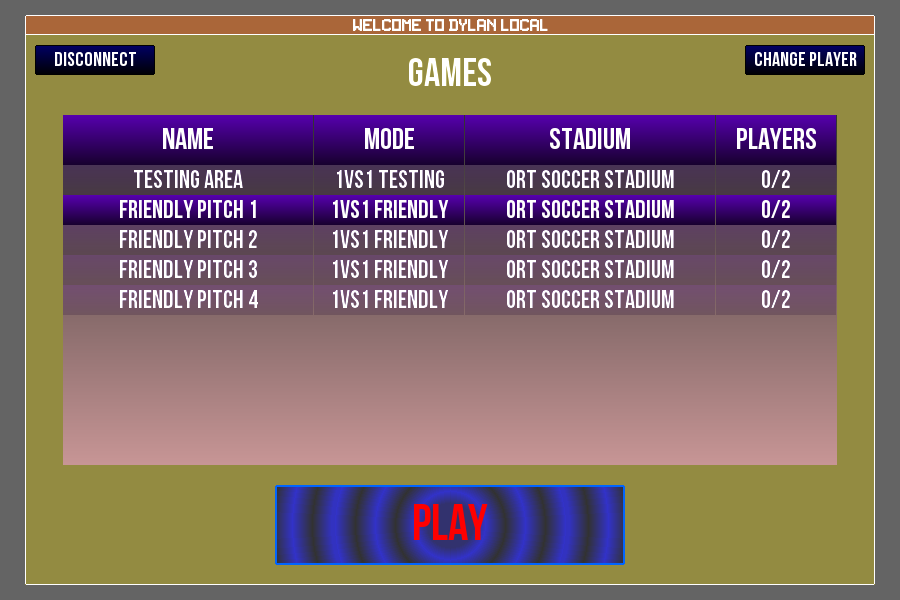 WELCOME TO DYLAN LOCAL
DISCONNECT
GAMES
CHANGE PLAYER
NAME MODE STADIUM PLAYERS
TESTING AREA 1VS1 TESTING ORT SOCCER STADIUM 0/2
FRIENDLY PITCH 1 1VS1 FRIENDLY ORT SOCCER STADIUM 0/2
FRIENDLY PITCH 2 1VS1 FRIENDLY ORT SOCCER STADIUM 0/2
FRIENDLY PITCH 3 1VS1 FRIENDLY ORT SOCCER STADIUM 0/2
FRIENDLY PITCH 4 1VS1 FRIENDLY ORT SOCCER STADIUM 0/2
PLAY